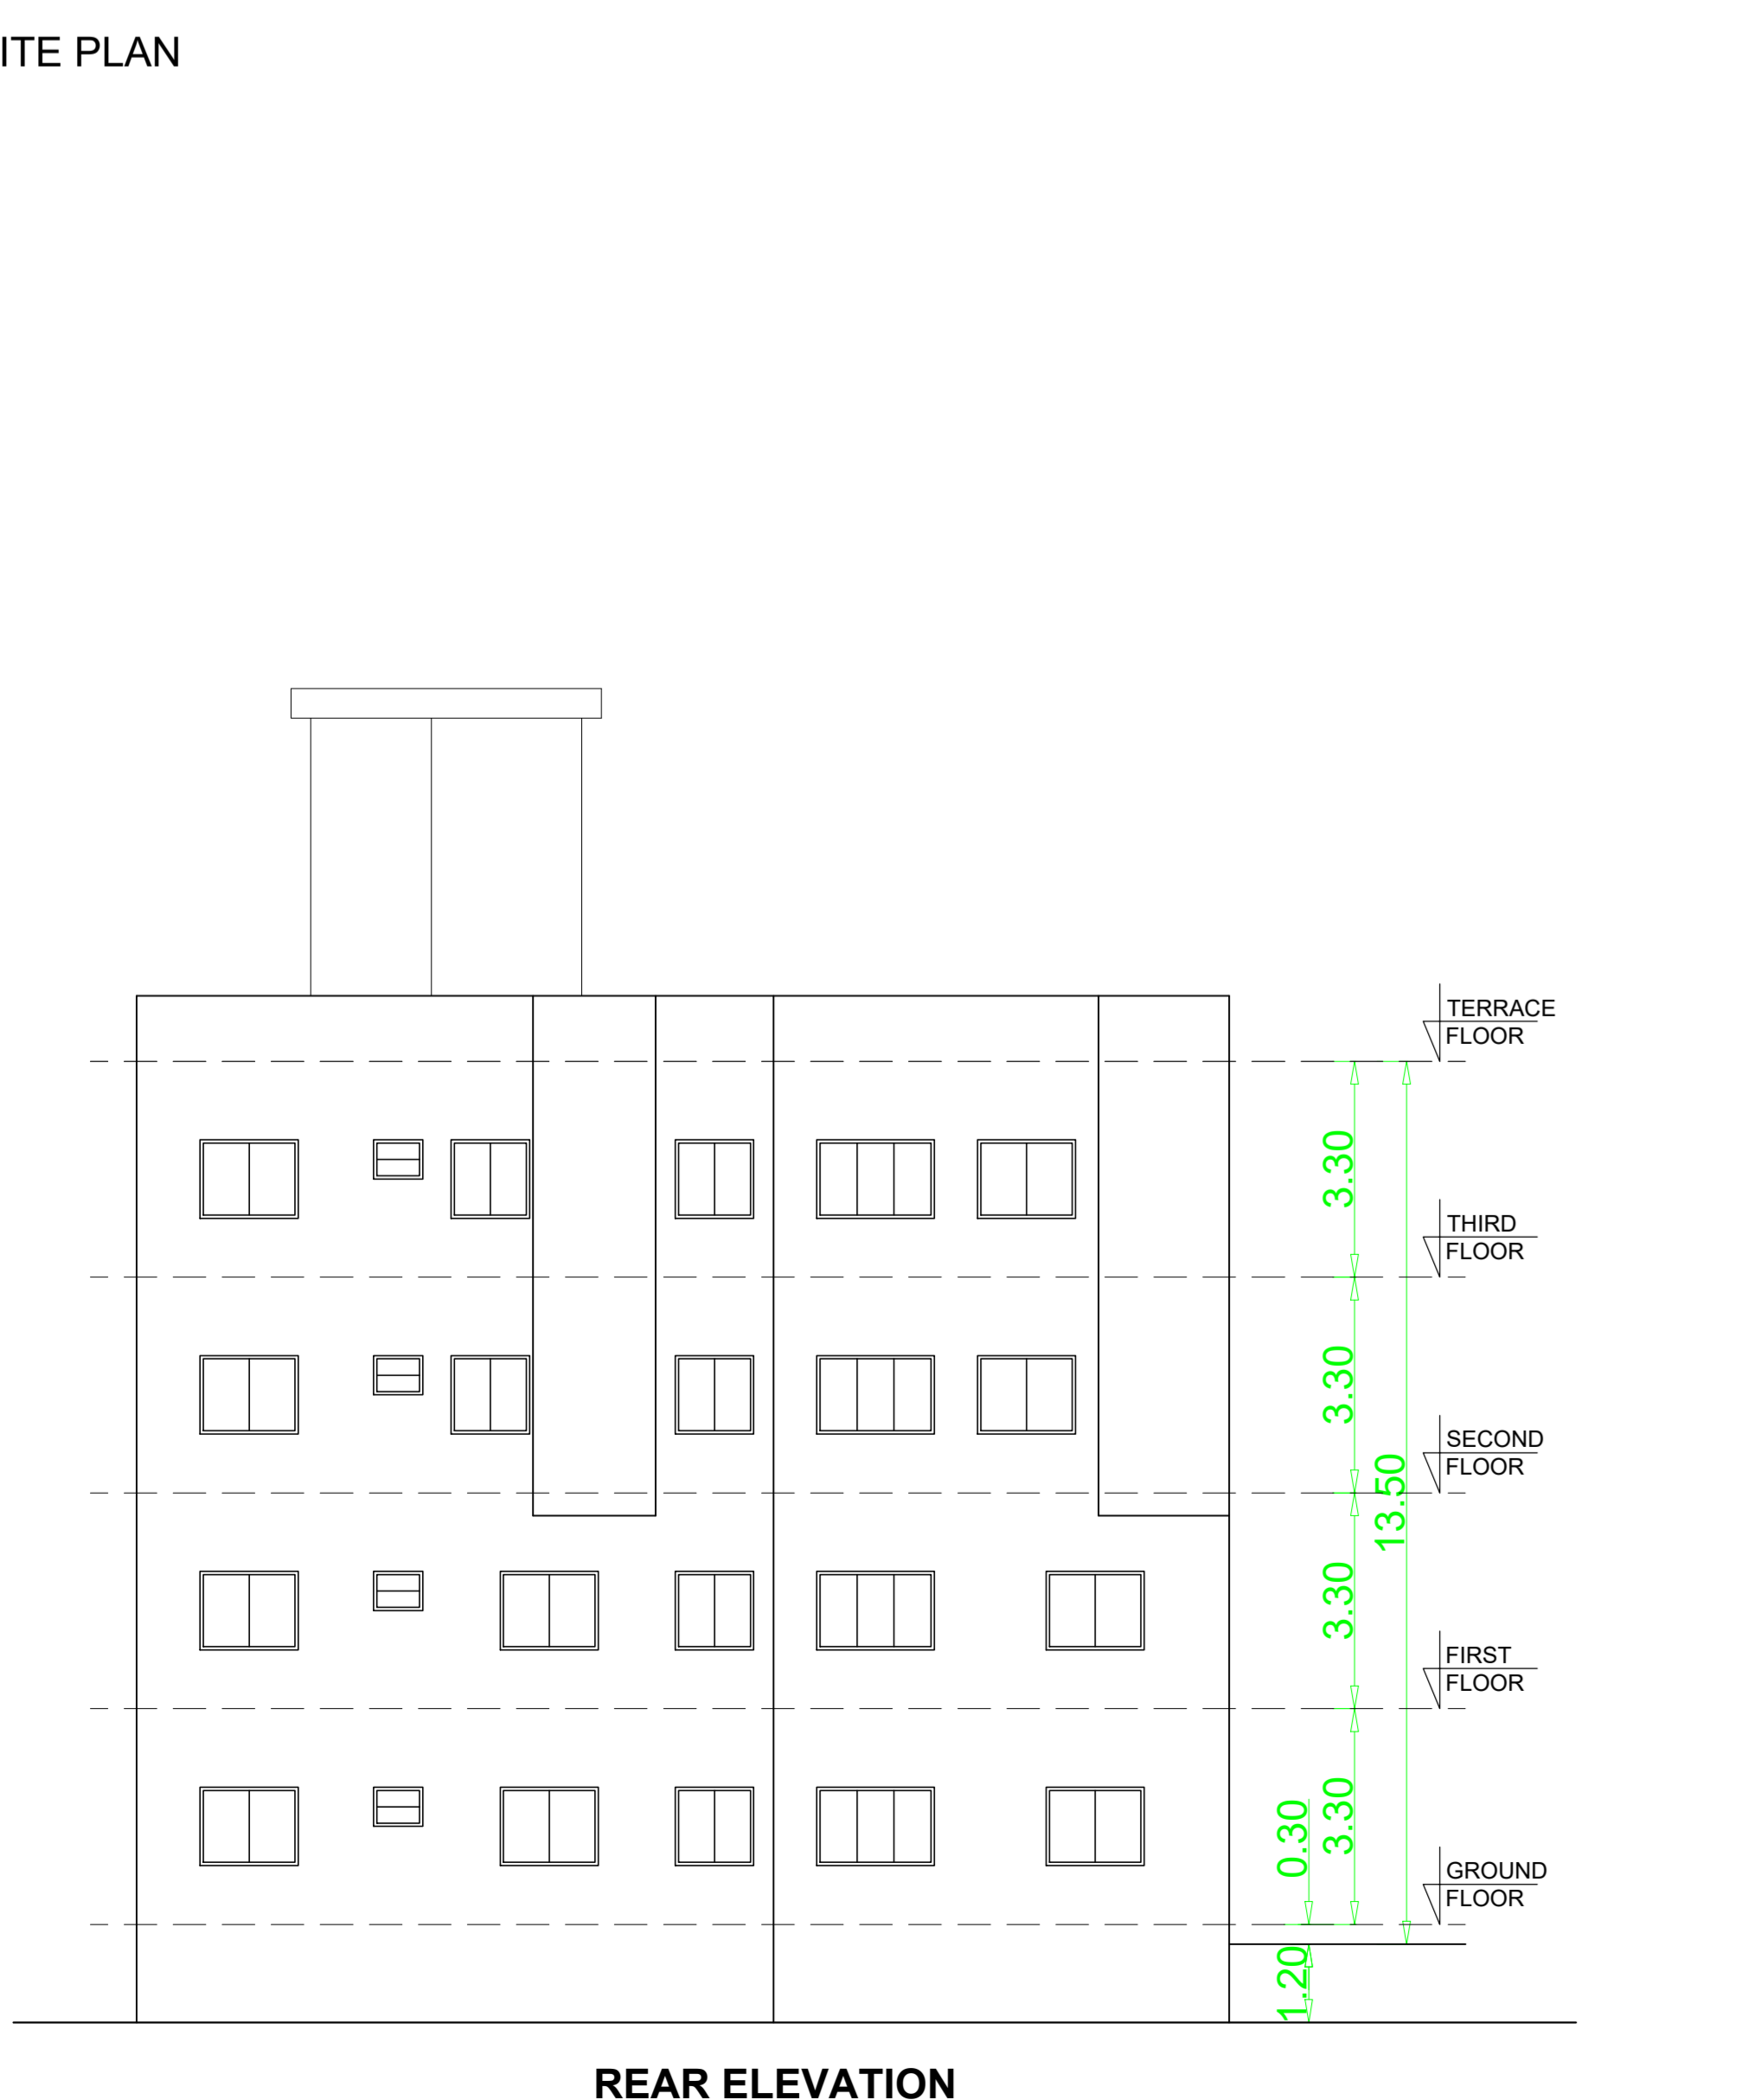 ITE PLAN
TERRACE
FLOOR
3.30
THIRD
FLOOR
3.30
SECOND
FLOOR
13.50
3.30
FIRST
FLOOR
3.30
0.30
GROUND
FLOOR
1.20
REAR ELEVATION